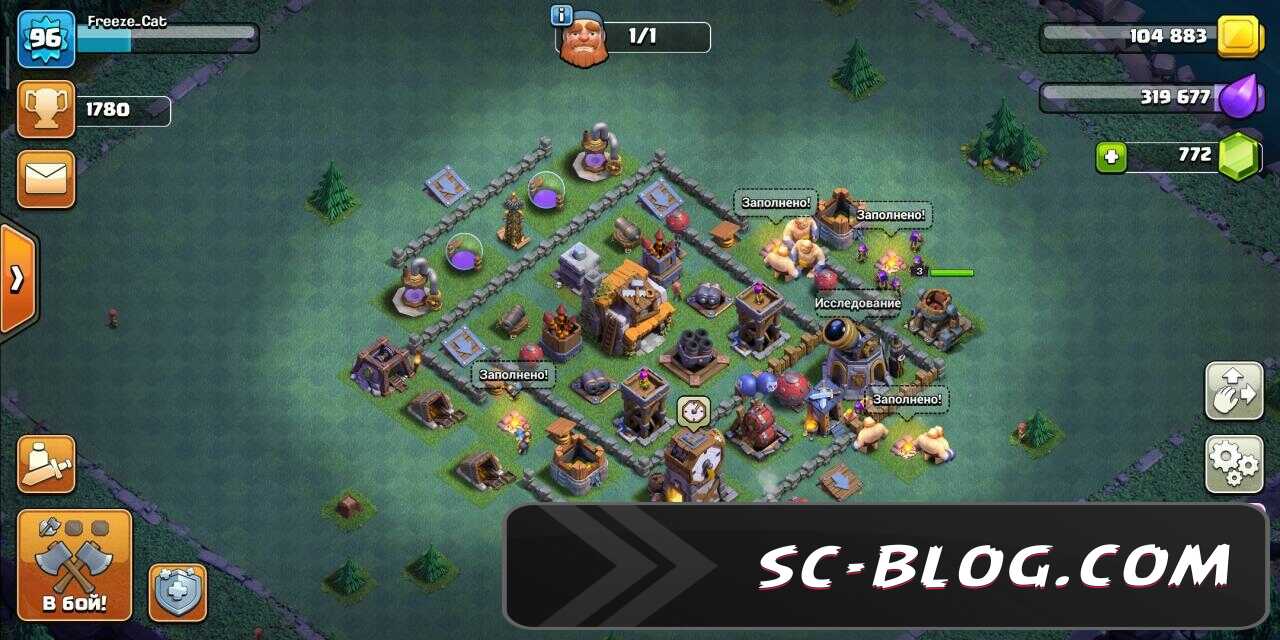 96
Freeze_Cat
1/1
104 883
1780
319 677
772
Заполнено!
Заполнено!
3
Исследование
Заполнено!
Заполнено!
В бой!
SC-BLOG.COM